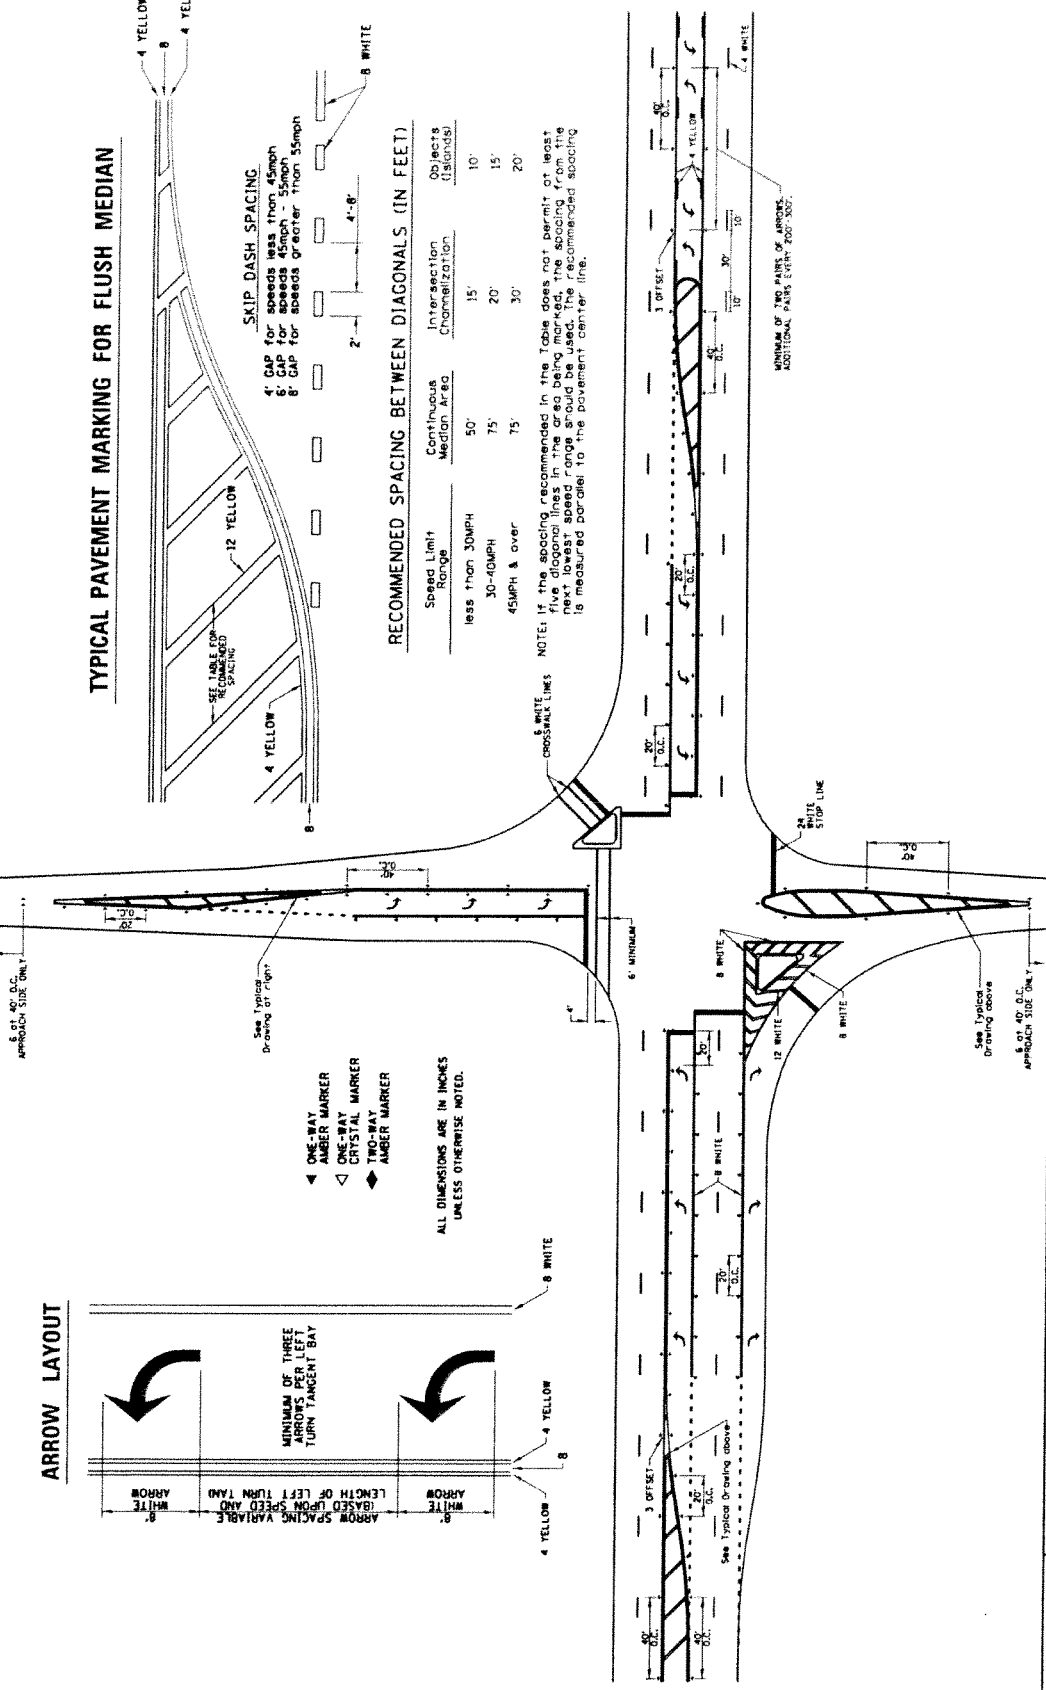 TYPICAL PAVEMENT MARKING FOR FLUSH MEDIAN
4 YELLOW
8
4 YEL
SEE TABLE FOR
RECOMMENDED
SPACING
12 YELLOW
4 YELLOW
8
SKIP DASH SPACING
4' GAP for speeds less than 45mph
6' GAP for speeds 45mph - 55mph
8' GAP for speeds greater than 55mph
2'
4'-8'
8 WHITE
RECOMMENDED SPACING BETWEEN DIAGONALS (IN FEET)
Speed Limit Range
Continuous Median Area
Intersection Channelization
Objects (Islands)
less than 30MPH 50' 15' 10'
30-40MPH 75' 20' 15'
45MPH & over 75' 30' 20'
NOTE: If the spacing recommended in the Table does not permit at least
five diagonal lines in the area being marked, the spacing from the
next lowest speed range should be used. The recommended spacing
is measured parallel to the pavement center line.
ARROW LAYOUT
8'
WHITE
ARROW
ARROW SPACING VARIABLE
(BASED UPON SPEED AND
LENGTH OF LEFT TURN TAN)
8'
WHITE
ARROW
MINIMUM OF THREE
ARROWS PER LEFT
TURN TANGENT BAY
4 YELLOW
8
4 YELLOW
8 WHITE
ONE-WAY
AMBER MARKER
ONE-WAY
CRYSTAL MARKER
TWO-WAY
AMBER MARKER
ALL DIMENSIONS ARE IN INCHES
UNLESS OTHERWISE NOTED.
6 at 40' O.C.
APPROACH SIDE ONLY
20'
O.C.
See Typical
Drawing at right
40'
O.C.
4'
6' MINIMUM
6 WHITE
CROSSWALK LINES
20'
O.C.
20'
O.C.
3 OFFSET
40'
O.C.
10'
30'
10'
4 YELLOW
40'
O.C.
4 WHITE
MINIMUM OF TWO PAIRS OF ARROWS.
ADDITIONAL PAIRS EVERY 200'-300'.
24
WHITE
STOP LINE
40'
O.C.
See Typical
Drawing above
6 at 40' O.C.
APPROACH SIDE ONLY
8 WHITE
12 WHITE
8 WHITE
20'
8 WHITE
20'
O.C.
3 OFFSET
20'
O.C.
See Typical Drawing above
40'
O.C.
40'
O.C.